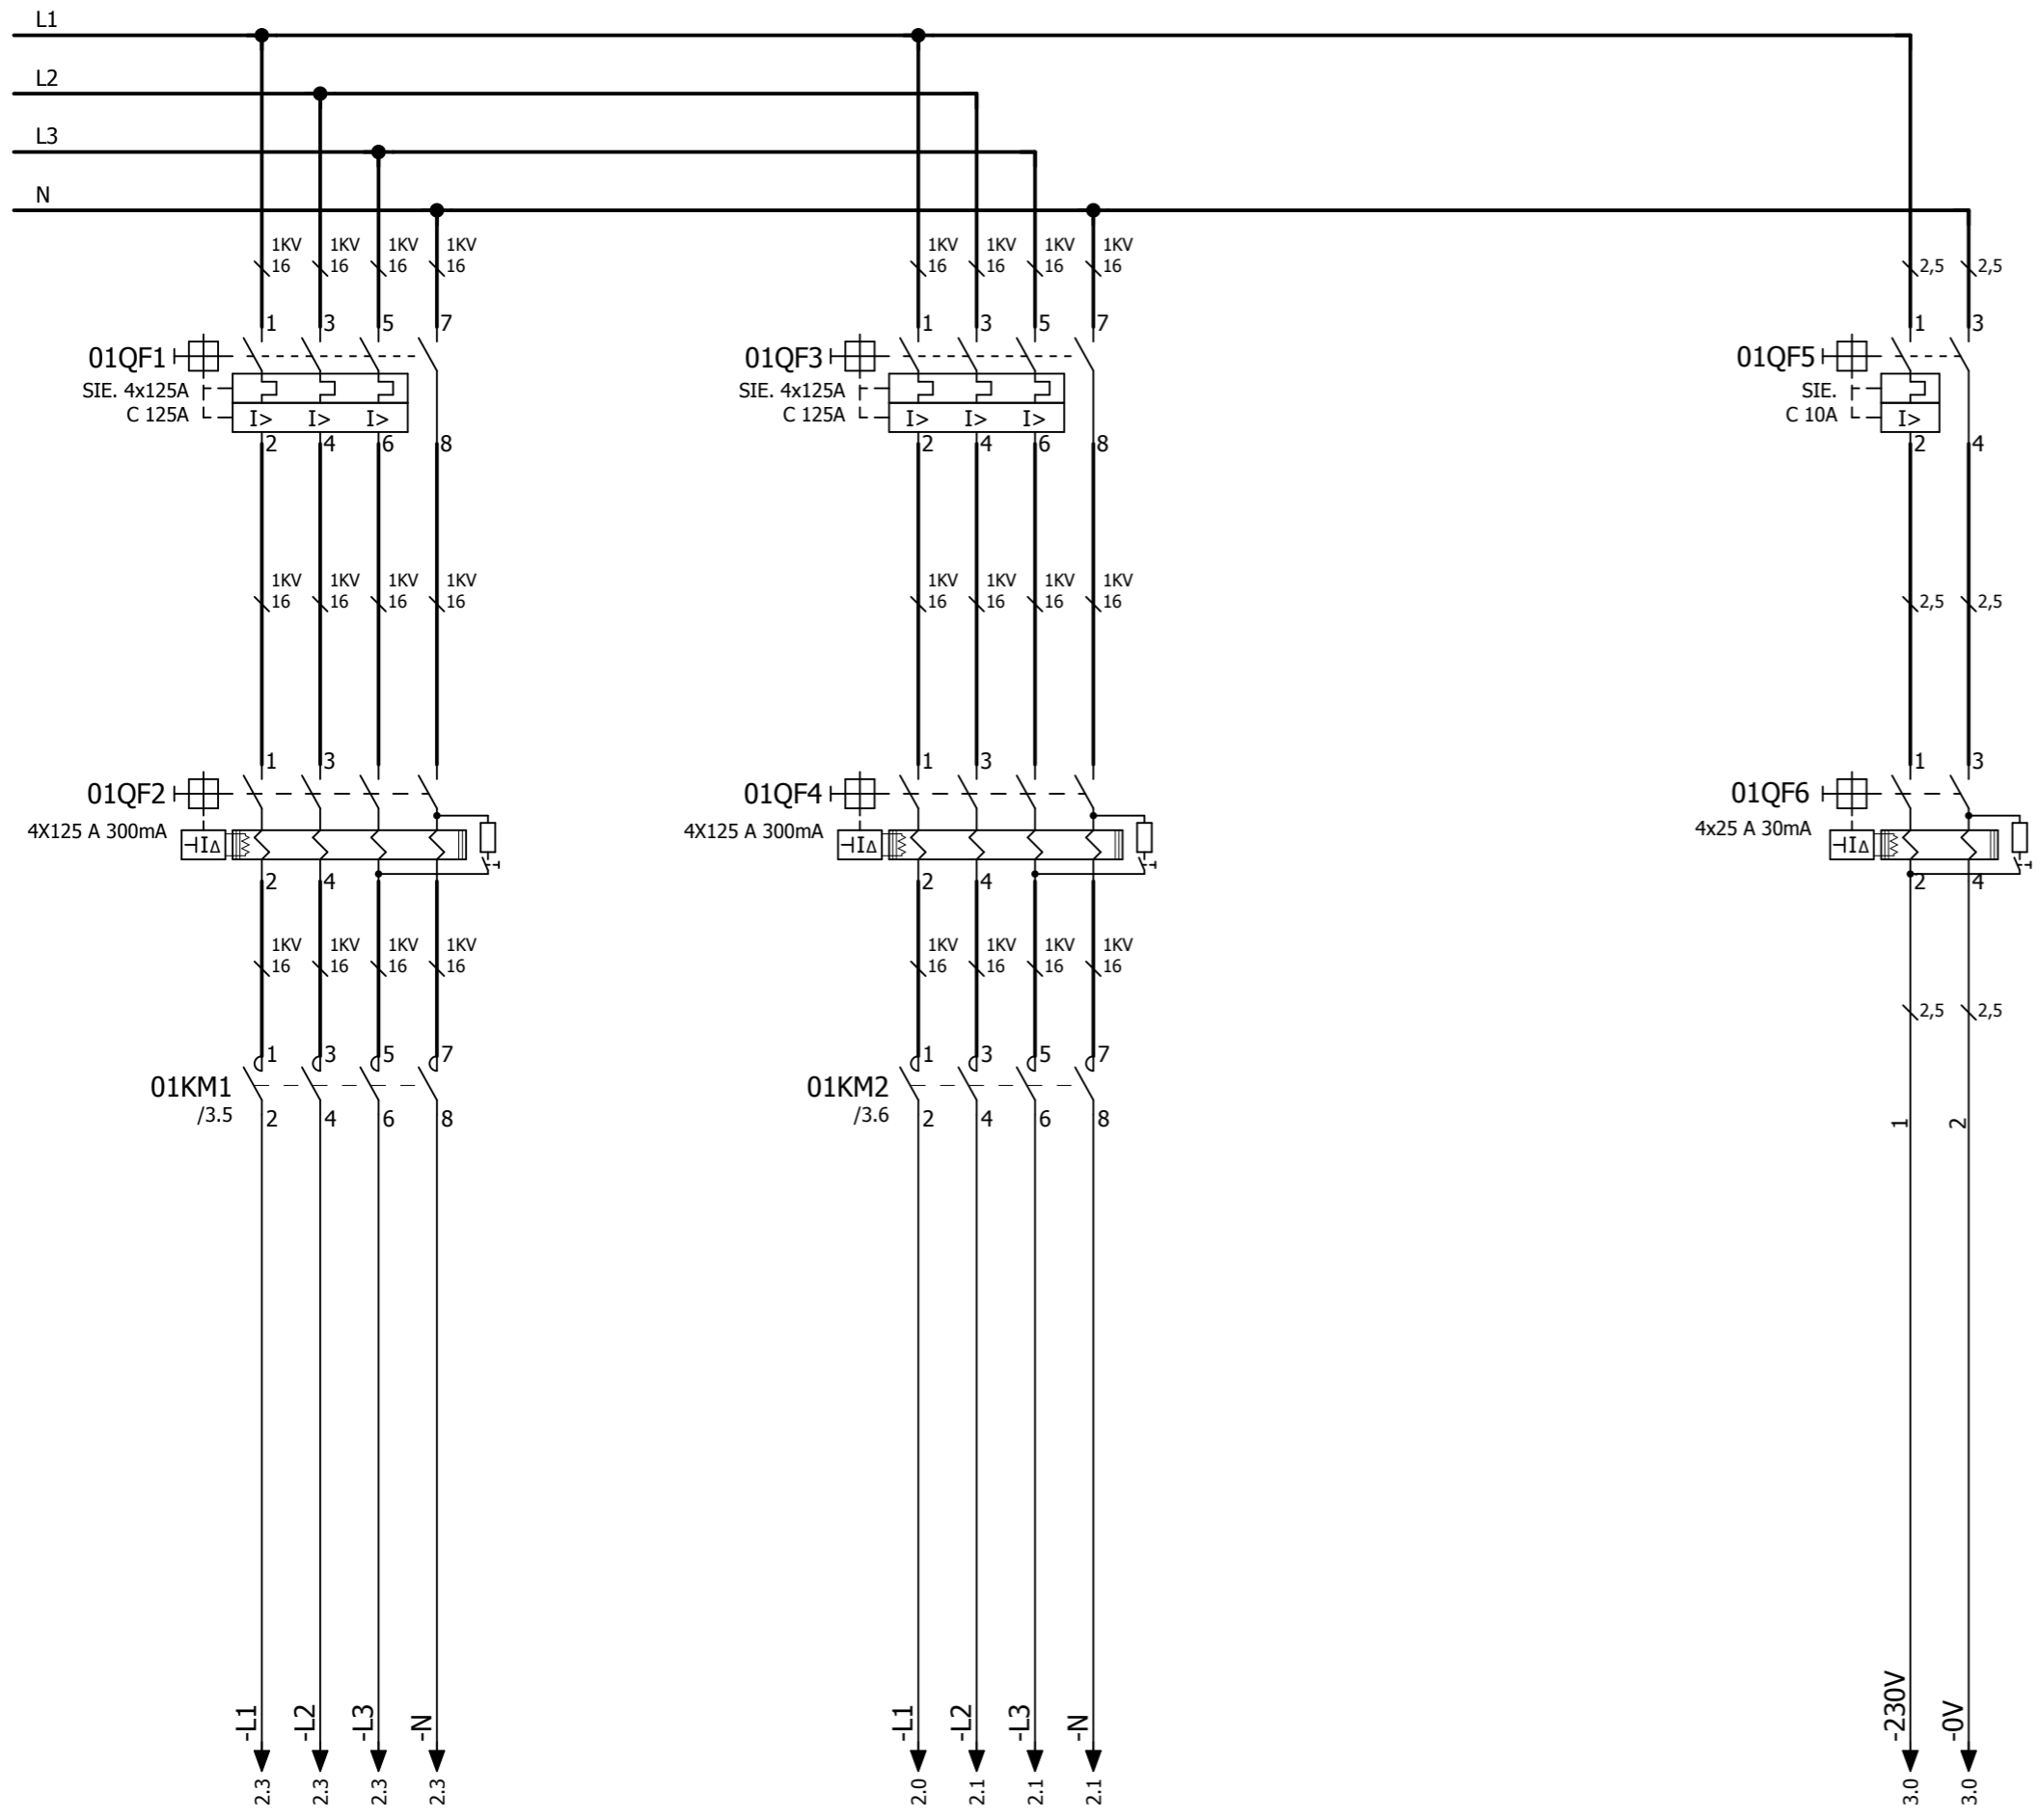 L1
L2
L3
N
1KV 1KV 1KV 1KV 1KV 1KV 1KV 1KV
16 16 16 16 16 16 16 16 2,5 2,5
1 3 5 7 1 3 5 7 1 3
01QF1 01QF3 01QF5
SIE. 4x125A SIE. 4x125A SIE.
C 125A I> I> I> C 125A I> I> I> C 10A I>
2 4 6 8 2 4 6 8 2 4
1KV 1KV 1KV 1KV 1KV 1KV 1KV 1KV
16 16 16 16 16 16 16 16 2,5 2,5
1 3 1 3 1 3
01QF2 01QF4 01QF6
4X125 A 300mA 4X125 A 300mA 4x25 A 30mA
I∆ I∆ I∆
2 4 2 4 2 4
1KV 1KV 1KV 1KV 1KV 1KV 1KV 1KV
16 16 16 16 16 16 16 16
2,5 2,5
1 3 5 7 1 3 5 7
01KM1 01KM2
/3.5 2 4 6 8 /3.6 2 4 6 8 1 2
-L1 -L2 -L3 -N -L1 -L2 -L3 -N -230V -0V
2.3 2.3 2.3 2.3 2.0 2.1 2.1 2.1 3.0 3.0